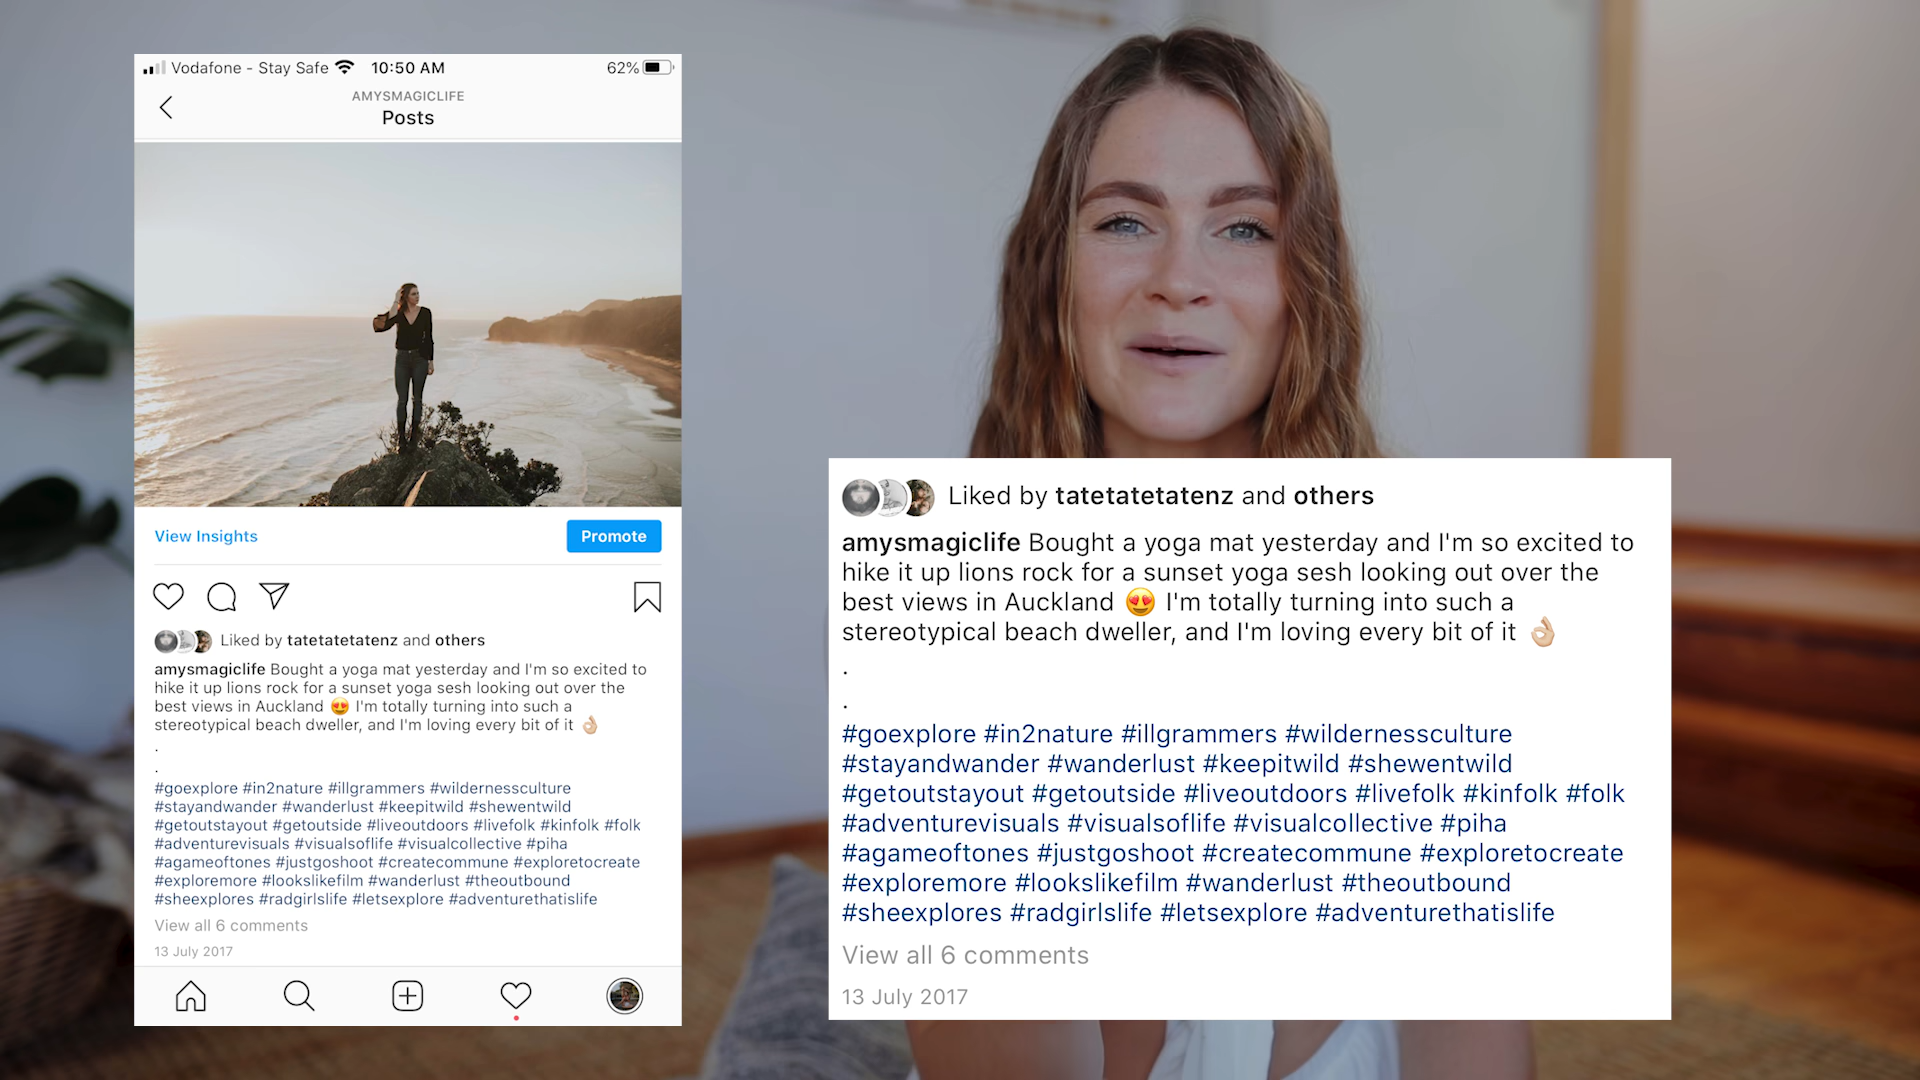 Vodafone - Stay Safe 10:50 AM 62%
AMYSMAGICLIFE
Posts
View Insights Promote
Liked by tatetatetatenz and others
amysmagiclife Bought a yoga mat yesterday and I'm so excited to
hike it up lions rock for a sunset yoga sesh looking out over the
best views in Auckland 😍 I'm totally turning into such a
stereotypical beach dweller, and I'm loving every bit of it 👌🏼
.
.
#goexplore #in2nature #illgrammers #wildernessculture
#stayandwander #wanderlust #keepitwild #shewentwild
#getoutstayout #getoutside #liveoutdoors #livefolk #kinfolk #folk
#adventurevisuals #visualsoflife #visualcollective #piha
#agameoftones #justgoshoot #createcommune #exploretocreate
#exploremore #lookslikefilm #wanderlust #theoutbound
#sheexplores #radgirlslife #letsexplore #adventurethatislife
View all 6 comments
13 July 2017
Liked by tatetatetatenz and others
amysmagiclife Bought a yoga mat yesterday and I'm so excited to
hike it up lions rock for a sunset yoga sesh looking out over the
best views in Auckland 😍 I'm totally turning into such a
stereotypical beach dweller, and I'm loving every bit of it 👌🏼
.
.
#goexplore #in2nature #illgrammers #wildernessculture
#stayandwander #wanderlust #keepitwild #shewentwild
#getoutstayout #getoutside #liveoutdoors #livefolk #kinfolk #folk
#adventurevisuals #visualsoflife #visualcollective #piha
#agameoftones #justgoshoot #createcommune #exploretocreate
#exploremore #lookslikefilm #wanderlust #theoutbound
#sheexplores #radgirlslife #letsexplore #adventurethatislife
View all 6 comments
13 July 2017